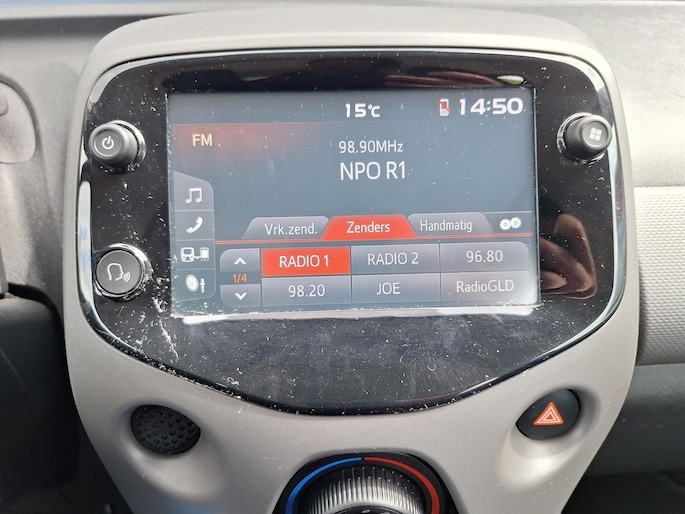 15°C 14:50
FM
98.90MHz
NPO R1
Vrk.zend. Zenders Handmatig
RADIO 1 RADIO 2 96.80
1/4
98.20 JOE RadioGLD